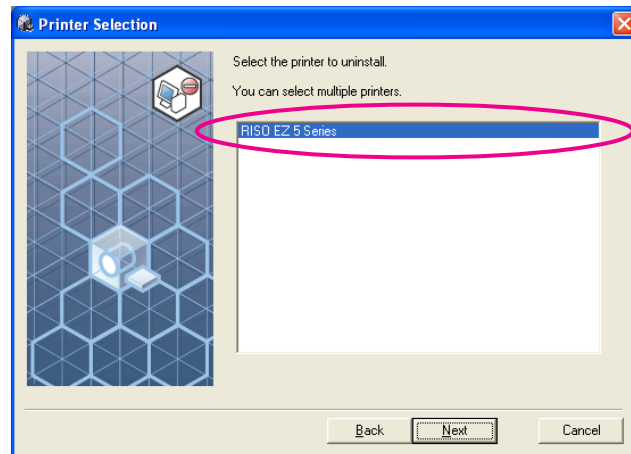 Printer Selection
Select the printer to uninstall.
You can select multiple printers.
RISO EZ 5 Series
Back Next Cancel